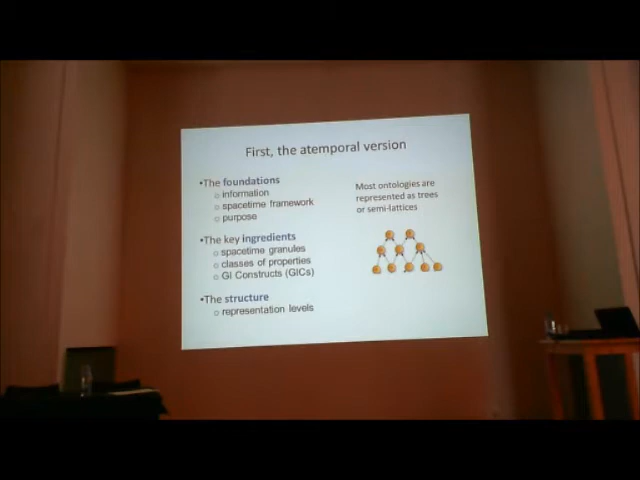 First, the atemporal version
•The foundations
o information
o spacetime framework
o purpose
•The key ingredients
o spacetime granules
o classes of properties
o GI Constructs (GICs)
•The structure
o representation levels
Most ontologies are
represented as trees
or semi-lattices